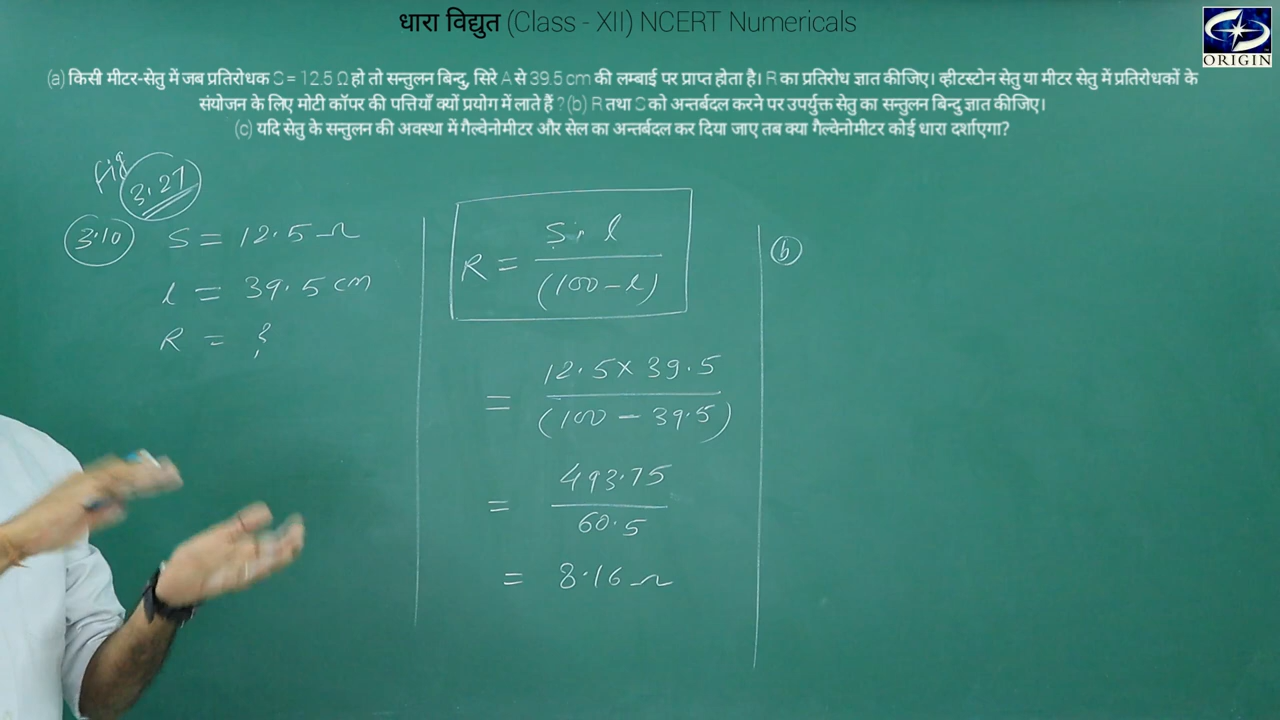 धारा विद्युत (Class - XII) NCERT Numericals
ORIGIN
(a) किसी मीटर-सेतु में जब प्रतिरोधक S = 12.5 Ω हो तो सन्तुलन बिन्दु, सिरे A से 39.5 cm की लम्बाई पर प्राप्त होता है। R का प्रतिरोध ज्ञात कीजिए। व्हीटस्टोन सेतु या मीटर सेतु में प्रतिरोधकों के
संयोजन के लिए मोटी कॉपर की पत्तियाँ क्यों प्रयोग में लाते हैं ? (b) R तथा S को अन्तर्बदल करने पर उपर्युक्त सेतु का सन्तुलन बिन्दु ज्ञात कीजिए।
(c) यदि सेतु के सन्तुलन की अवस्था में गैल्वेनोमीटर और सेल का अन्तर्बदल कर दिया जाए तब क्या गैल्वेनोमीटर कोई धारा दर्शाएगा?
Fig 3.27
3.10 S = 12.5 Ω
l = 39.5 cm
R = ?
R = S . l / (100 - l)
= 12.5 x 39.5 / (100 - 39.5)
= 493.75 / 60.5
= 8.16 Ω
(b)